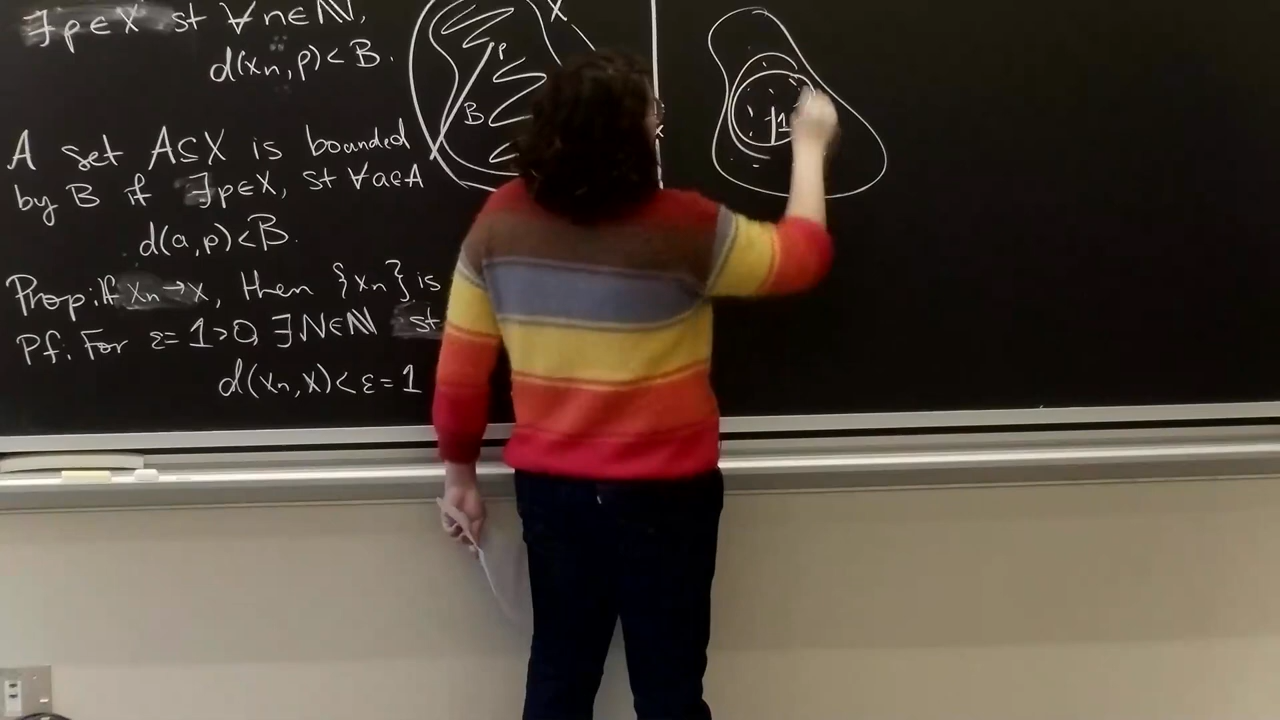 ∃p∈X st ∀n∈ℕ,
d(xₙ,p)<B.
A set A⊆X is bounded
by B if ∃p∈X, st ∀a∈A
d(a,p)<B.
Prop: If xₙ→x, then {xₙ} is
Pf: For ε=1>0, ∃N∈ℕ st
d(xₙ,x)<ε=1
X
P
B
x
1